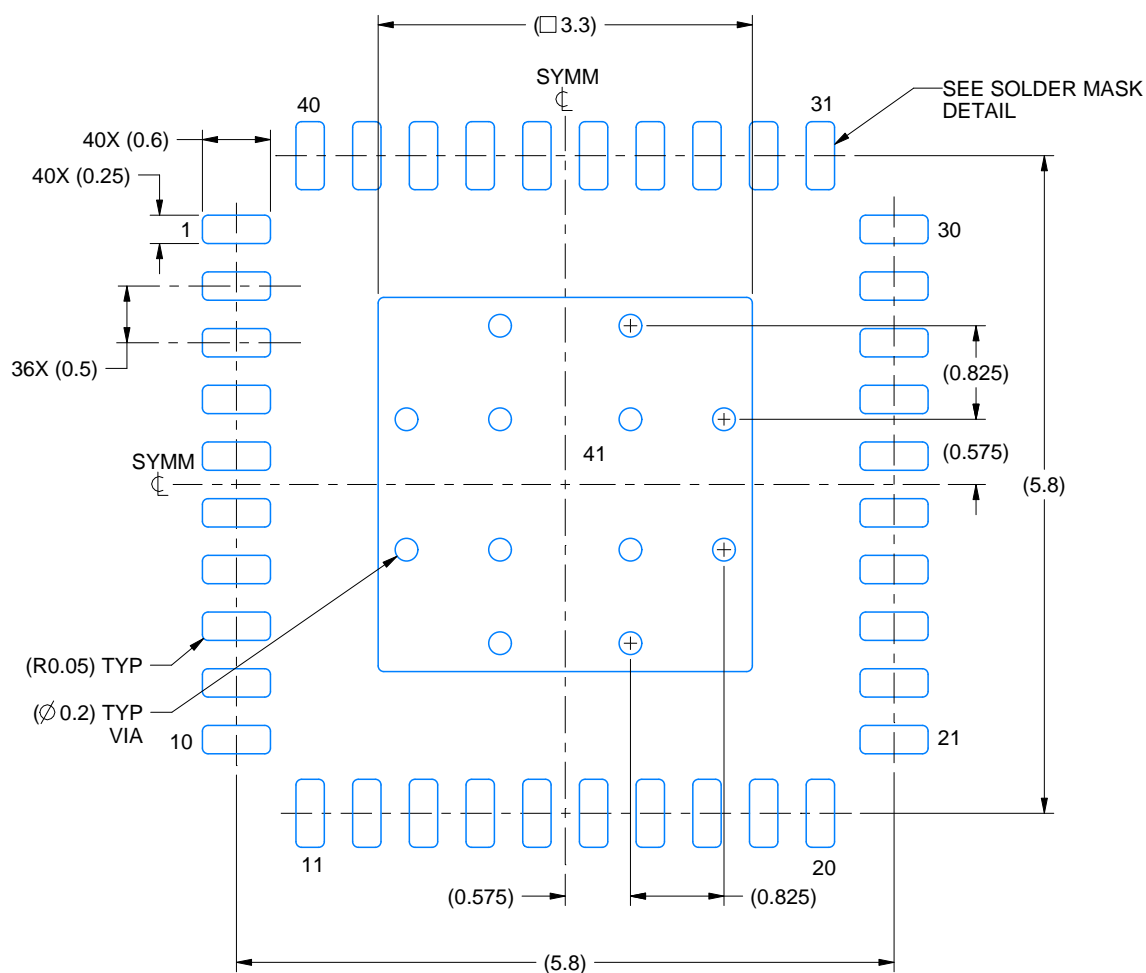 (□ 3.3)
SYMM
℄
40
31
SEE SOLDER MASK
DETAIL
40X (0.6)
40X (0.25)
1
30
36X (0.5)
(0.825)
41
(0.575)
SYMM
℄
(5.8)
(R0.05) TYP
(∅ 0.2) TYP
VIA
10
21
11
20
(0.575)
(0.825)
(5.8)